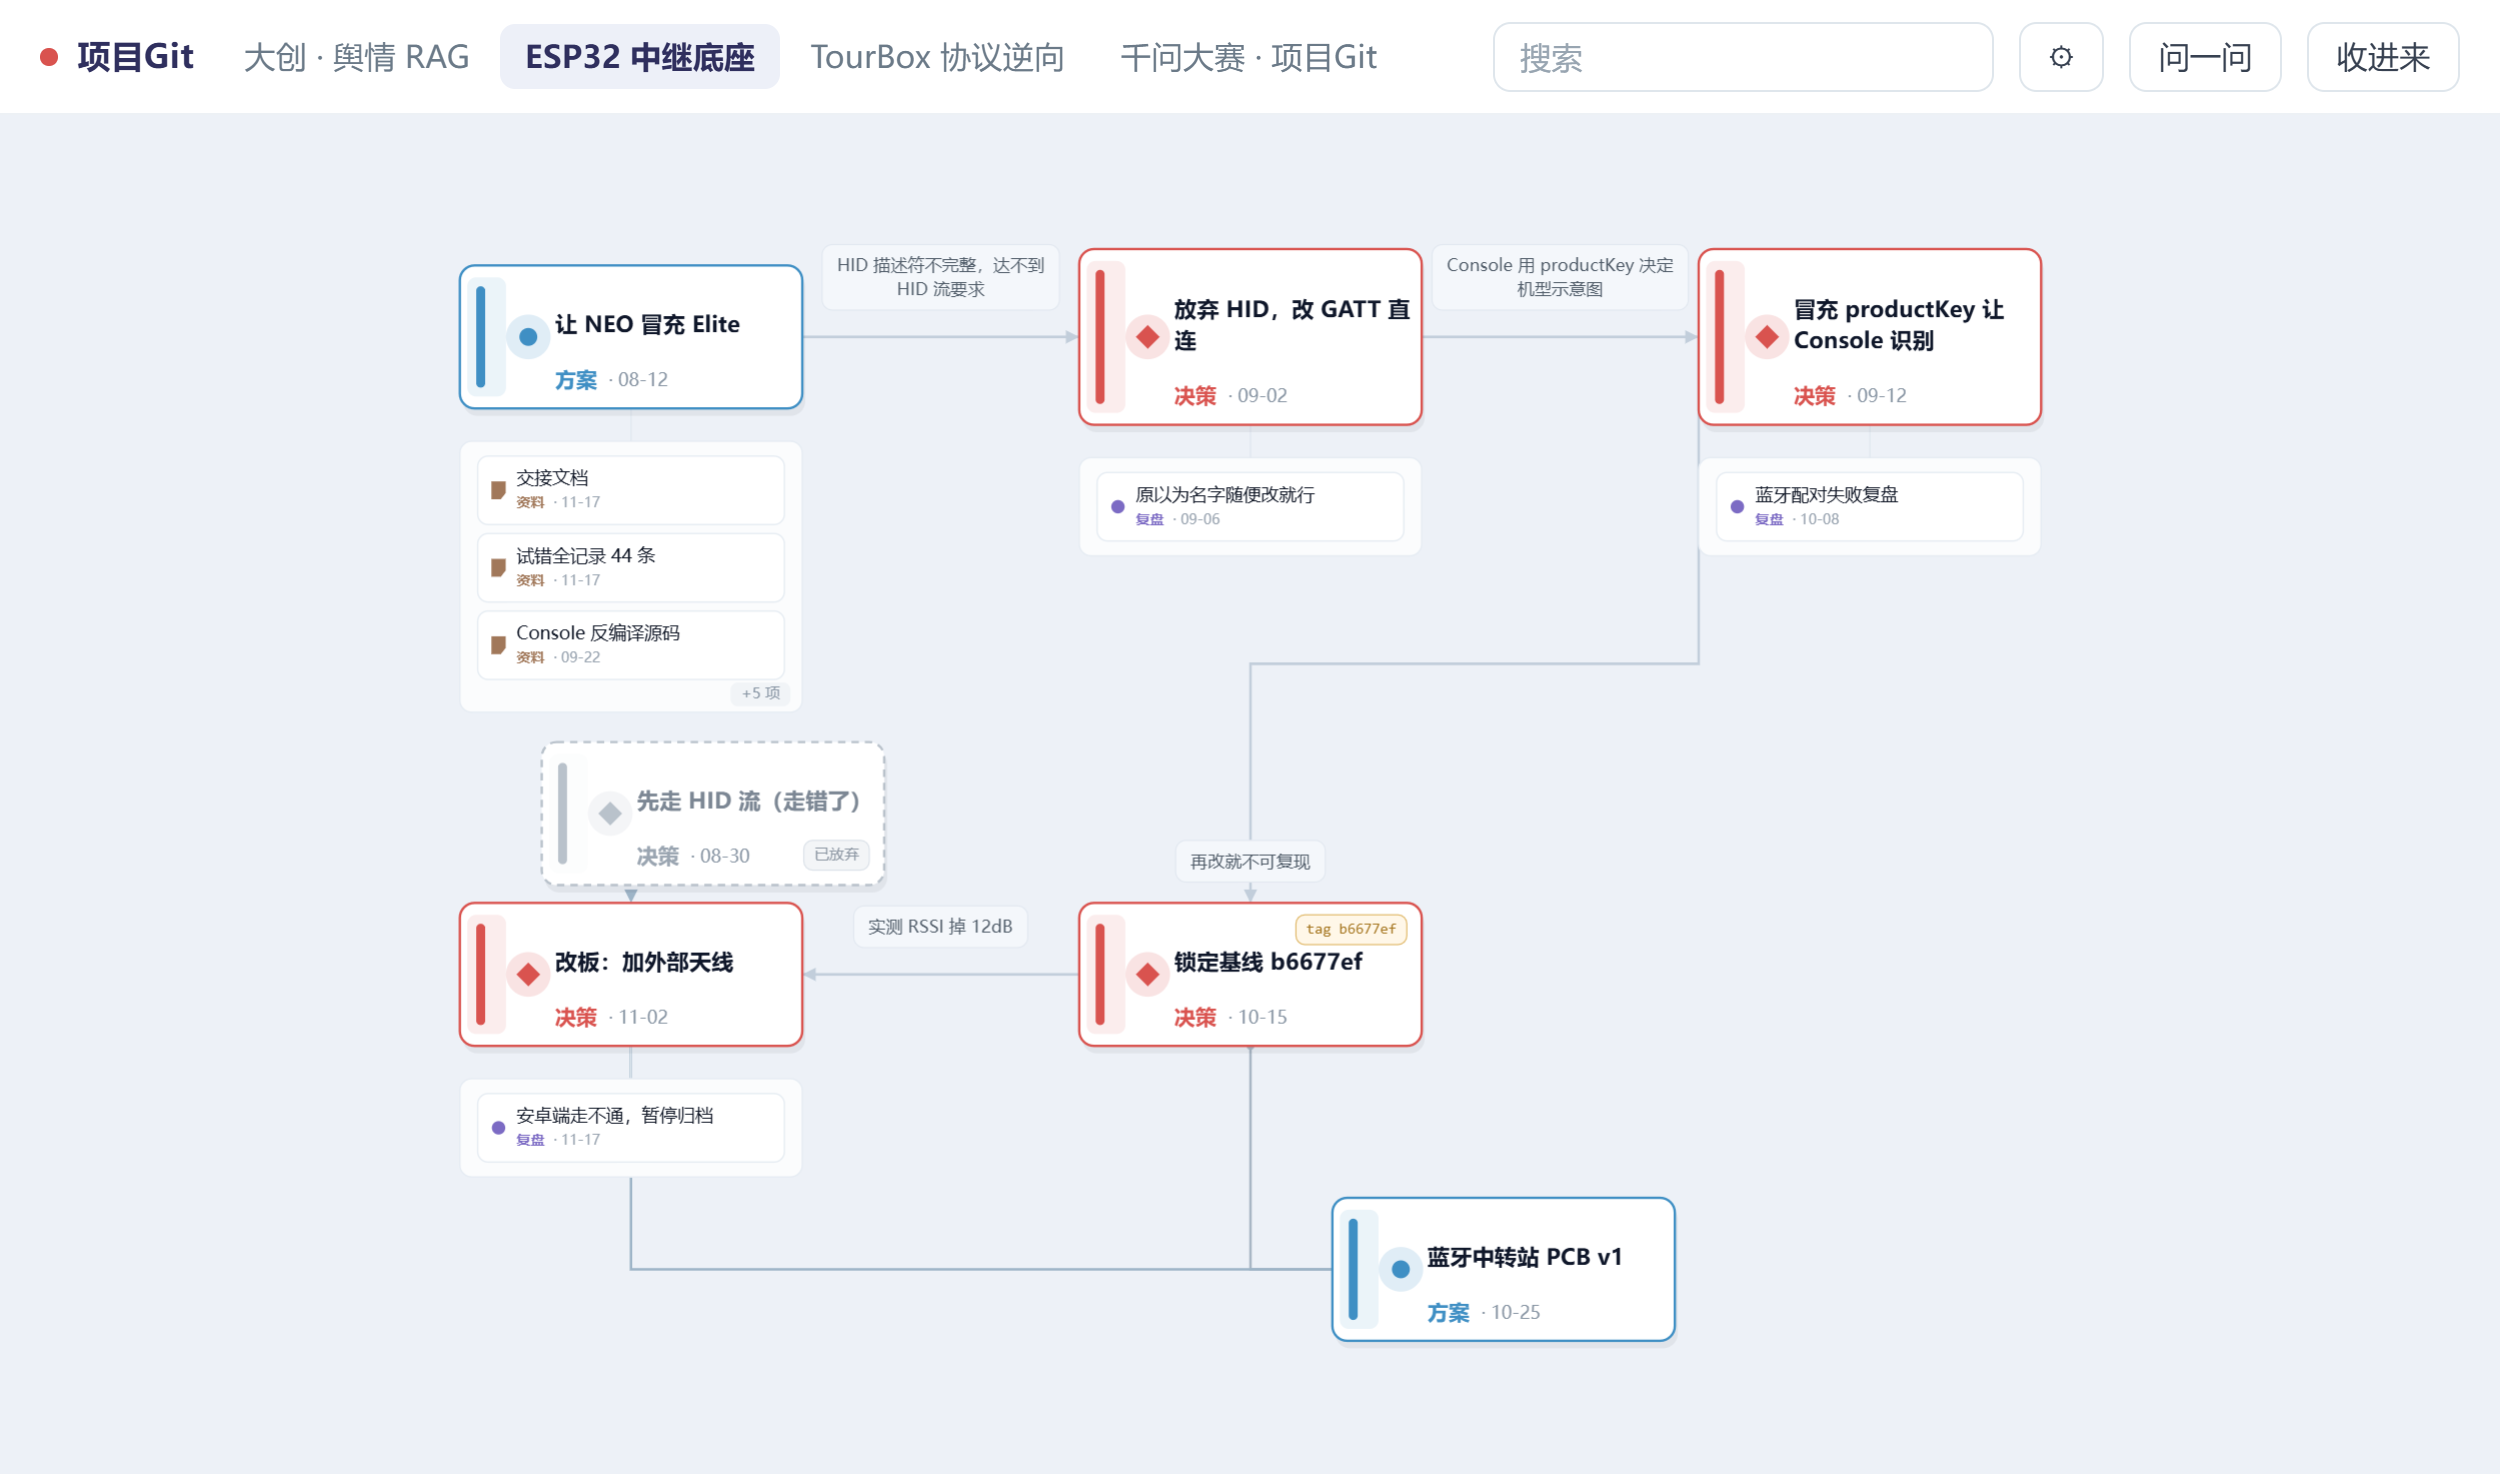 项目Git
大创 · 舆情 RAG
ESP32 中继底座
TourBox 协议逆向
千问大赛 · 项目Git
搜索
问一问
收进来
让 NEO 冒充 Elite
方案 · 08-12
HID 描述符不完整，达不到
HID 流要求
放弃 HID，改 GATT 直
连
决策 · 09-02
Console 用 productKey 决定
机型示意图
冒充 productKey 让
Console 识别
决策 · 09-12
交接文档
资料 · 11-17
试错全记录 44 条
资料 · 11-17
Console 反编译源码
资料 · 09-22
+5 项
原以为名字随便改就行
复盘 · 09-06
蓝牙配对失败复盘
复盘 · 10-08
先走 HID 流（走错了）
决策 · 08-30
已放弃
再改就不可复现
改板：加外部天线
决策 · 11-02
实测 RSSI 掉 12dB
tag b6677ef
锁定基线 b6677ef
决策 · 10-15
安卓端走不通，暂停归档
复盘 · 11-17
蓝牙中转站 PCB v1
方案 · 10-25